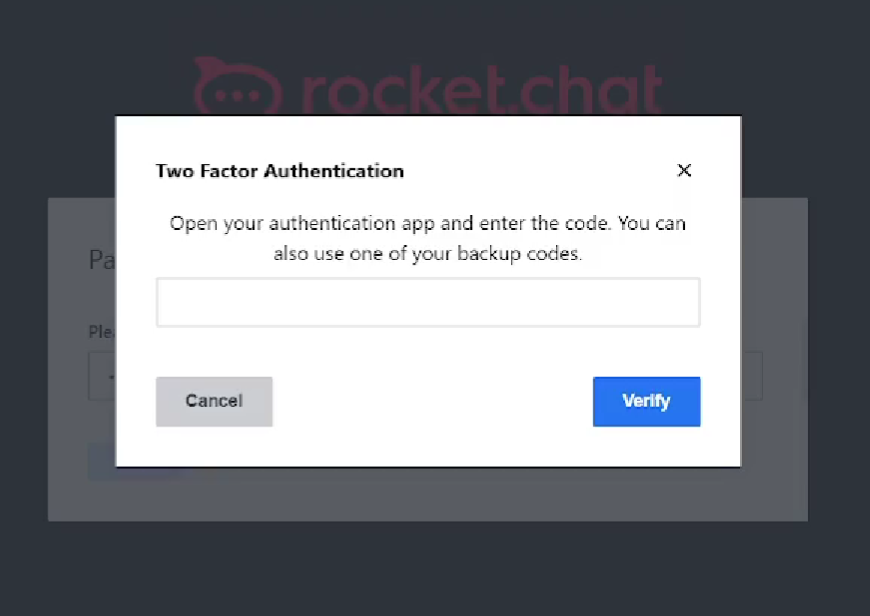 rocket.chat
Two Factor Authentication
Open your authentication app and enter the code. You can
also use one of your backup codes.
Cancel
Verify